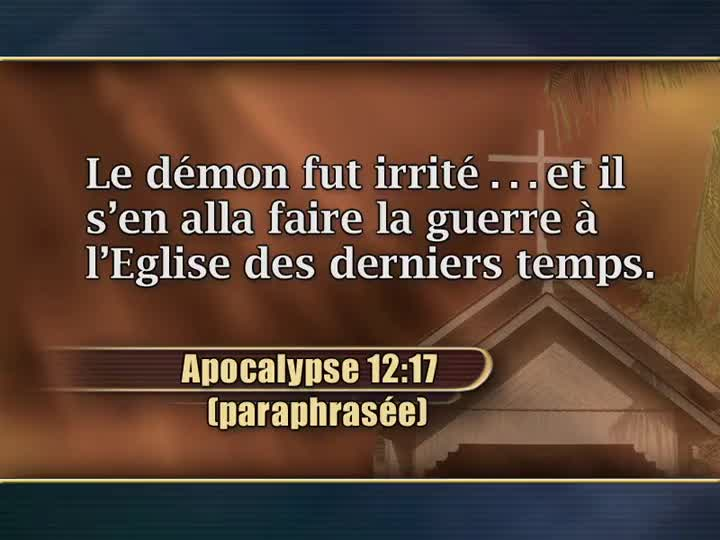 Le démon fut irrité . . . et il
s’en alla faire la guerre à
l’Eglise des derniers temps.
Apocalypse 12:17
(paraphrasée)